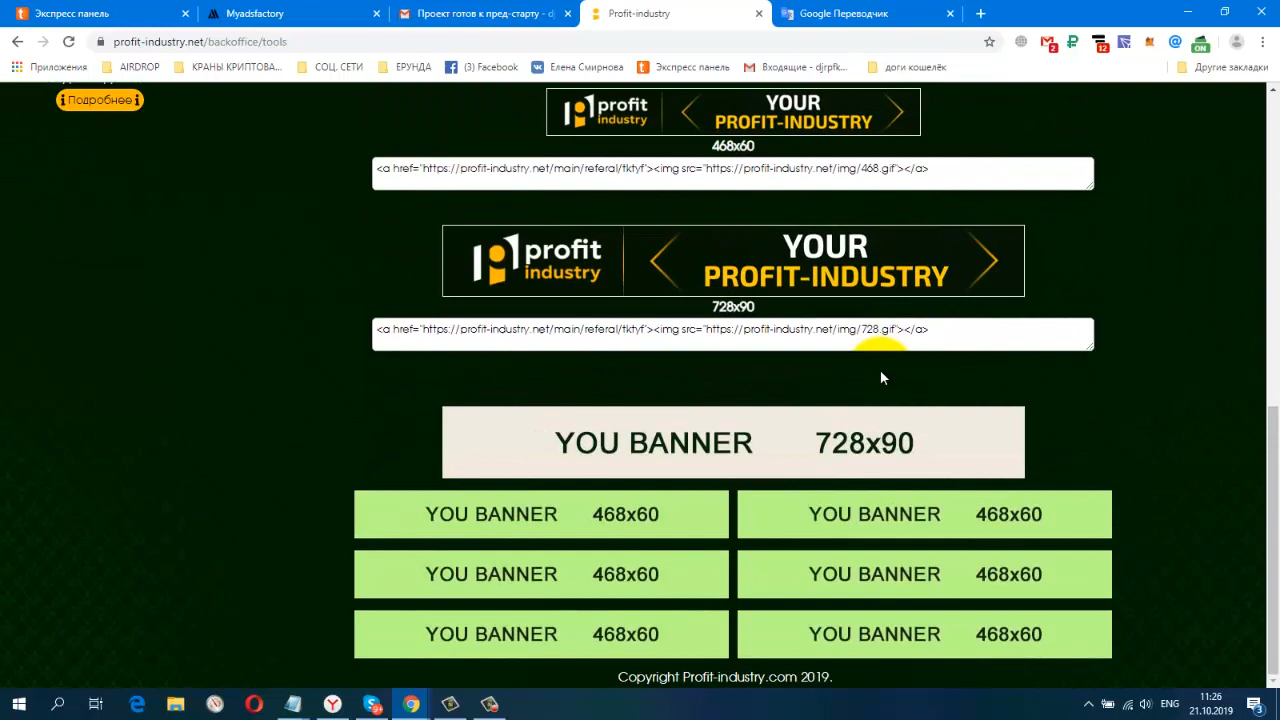 Экспресс панель
Myadsfactory
Проект готов к пред-старту - dj
Profit-industry
Google Переводчик
profit-industry.net/backoffice/tools
2
12
ON
Приложения
AIRDROP
КРАНЫ КРИПТОВА...
СОЦ. СЕТИ
ЕРУНДА
(3) Facebook
Елена Смирнова
Экспресс панель
Входящие - djrpfk...
доги кошелёк
Другие закладки
Подробнее
profit
industry
YOUR
PROFIT-INDUSTRY
468x60
<a href="https://profit-industry.net/main/referal/tktyf"><img src="https://profit-industry.net/img/468.gif"></a>
profit
industry
YOUR
PROFIT-INDUSTRY
728x90
<a href="https://profit-industry.net/main/referal/tktyf"><img src="https://profit-industry.net/img/728.gif"></a>
YOU BANNER 728x90
YOU BANNER 468x60
YOU BANNER 468x60
YOU BANNER 468x60
YOU BANNER 468x60
YOU BANNER 468x60
YOU BANNER 468x60
Copyright Profit-industry.com 2019.
ENG
11:26
21.10.2019
3